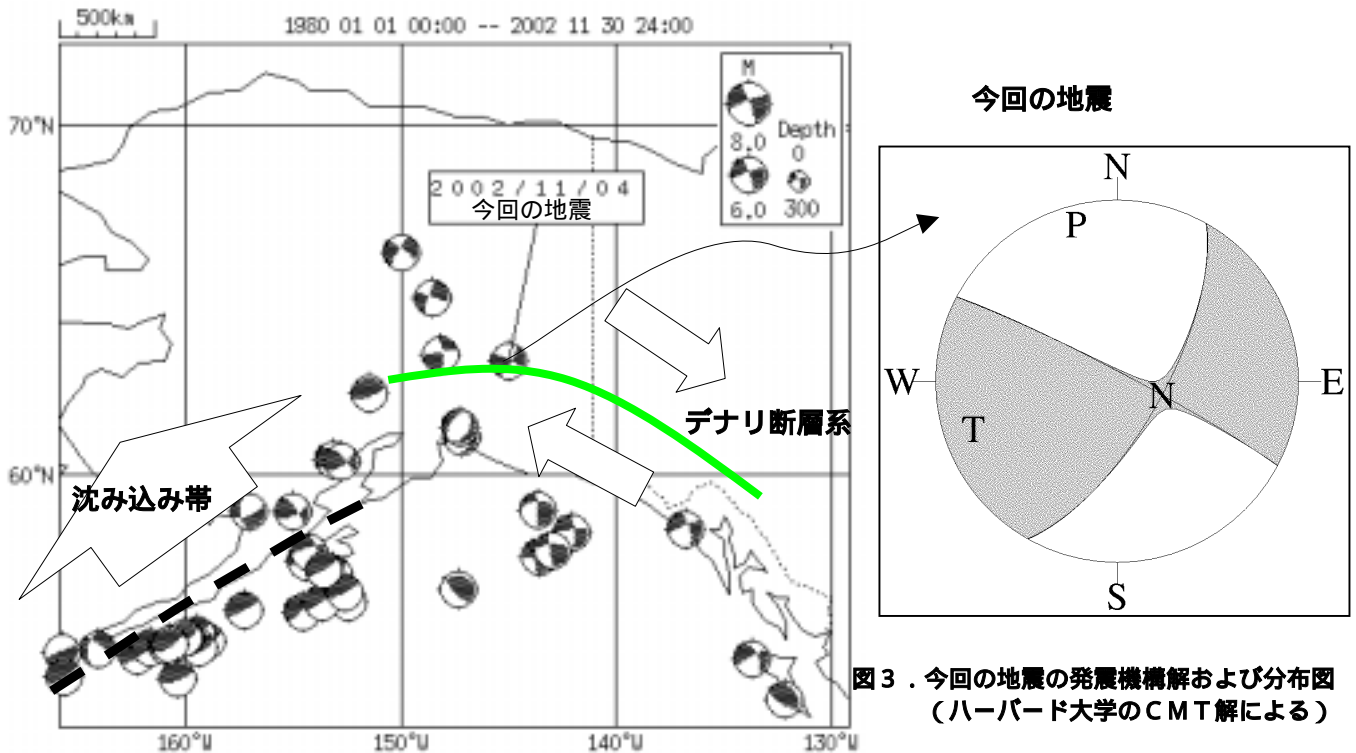 500km
1980 01 01 00:00 -- 2002 11 30 24:00
M
8.0
6.0
Depth
0
300
70°N
2002/11/04
今回の地震
デナリ断層系
60°N
沈み込み帯
160°W
150°W
140°W
130°W
今回の地震
N
P
W
N
E
T
S
図３．今回の地震の発震機構解および分布図
（ハーバード大学のＣＭＴ解による）